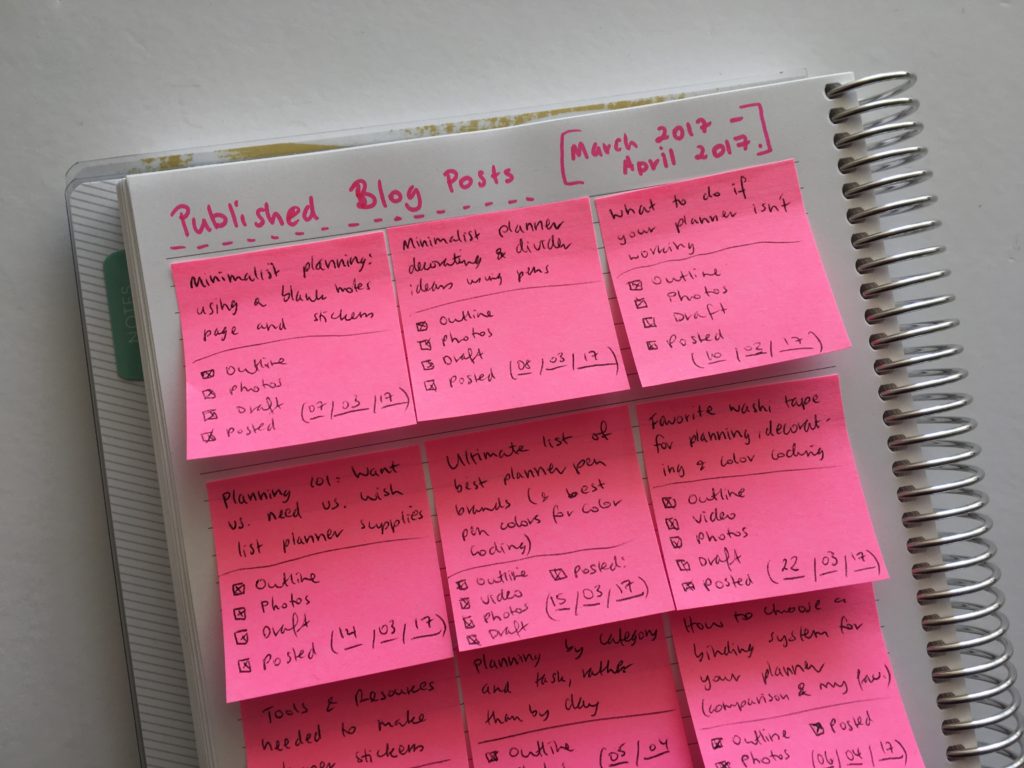 Published Blog Posts
[March 2017 -
April 2017.]
Minimalist planning:
using a blank notes
page and stickers
Outline
Photos
Draft
Posted
(07/03/17)
Minimalist planner
decorating & divider
ideas using pens
Outline
Photos
Draft
Posted (08/03/17)
What to do if
your planner isn't
working
Outline
Photos
Draft
Posted
(10/03/17)
Planning 101: Want
vs. need vs. wish
list planner supplies
Outline
Photos
Draft
Posted (14/03/17)
Ultimate list of
best planner pen
brands (& best
pen colors for color
coding)
Outline
Video
Photos
Draft
Posted:
(15/03/17)
Favorite washi tape
for planning, decorat-
ing & color coding
Outline
Video
Photos
Draft
Posted (22/03/17)
Tools & Resources
needed to make
stickers
Planning by category
and task, rather
than by day
Outline
(05/04
How to choose a
binding system for
your planner
(comparison & my fav.)
Outline
Photos
Posted
(06/04/17)
NOTES